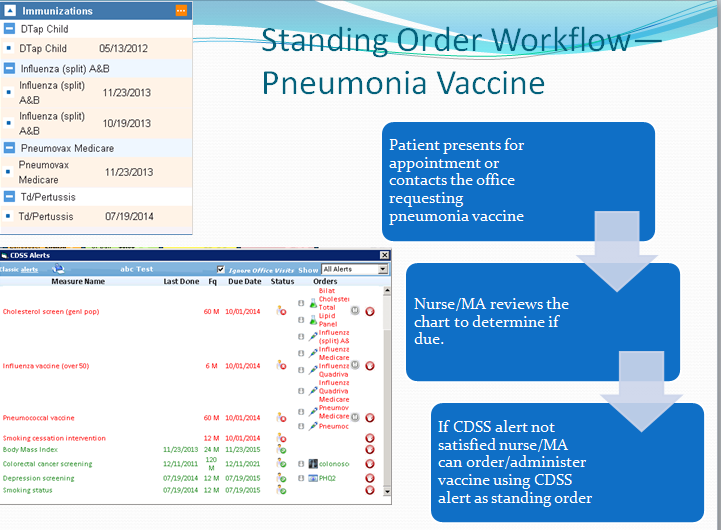 Immunizations
DTap Child
DTap Child 05/13/2012
Influenza (split) A&B
Influenza (split) A&B 11/23/2013
Influenza (split) A&B 10/19/2013
Pneumovax Medicare
Pneumovax Medicare 11/23/2013
Td/Pertussis
Td/Pertussis 07/19/2014
Standing Order Workflow—
Pneumonia Vaccine
Patient presents for
appointment or
contacts the office
requesting
pneumonia vaccine
Nurse/MA reviews the
chart to determine if
due.
If CDSS alert not
satisfied nurse/MA
can order/administer
vaccine using CDSS
alert as standing order
CDSS Alerts
Classic alerts abc Test Ignore Office Visits Show All Alerts
Measure Name Last Done Fq Due Date Status Orders
Bilat
Cholester
Total
Lipid
Panel
Cholesterol screen (genl pop) 60 M 10/01/2014 M
Influenza
(split).A&
Influenza
Medicare
Influenza
Quadriva
Influenza
Quadriva
Medicare
Influenza vaccine (over 50) 6 M 10/01/2014 M
Pneumov
Medicare
Pneumoc
Pneumococcal vaccine 60 M 10/01/2014 M
Smoking cessation intervention 12 M 10/01/2014
Body Mass Index 11/23/2013 24 M 11/23/2015
Colorectal cancer screening 12/11/2011 120 M 12/11/2021 colonoso
Depression screening 07/19/2014 12 M 07/19/2015 PHQ2
Smoking status 07/19/2014 12 M 07/19/2015